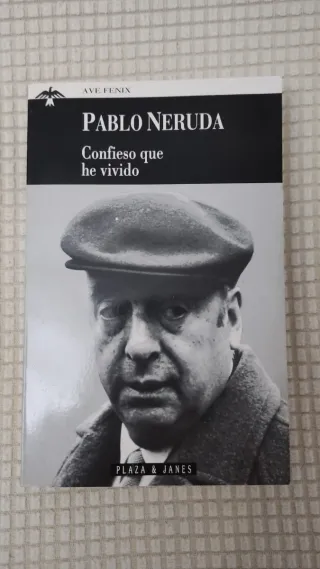 AVE FENIX
PABLO NERUDA
Confieso que
he vivido
PLAZA & JANES